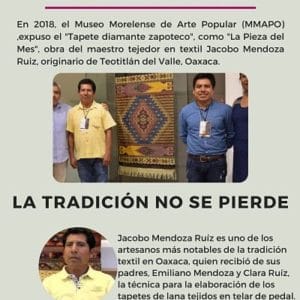 En 2018, el Museo Morelense de Arte Popular (MMAPO)
,expuso el "Tapete diamante zapoteco", como "La Pieza del
Mes", obra del maestro tejedor en textil Jacobo Mendoza
Ruiz, originario de Teotitlán del Valle, Oaxaca.
LA TRADICIÓN NO SE PIERDE
Jacobo Mendoza Ruíz es uno de los
artesanos más notables de la tradición
textil en Oaxaca, quien recibió de sus
padres, Emiliano Mendoza y Clara Ruíz,
la técnica para la elaboración de los
tapetes de lana tejidos en telar de pedal.